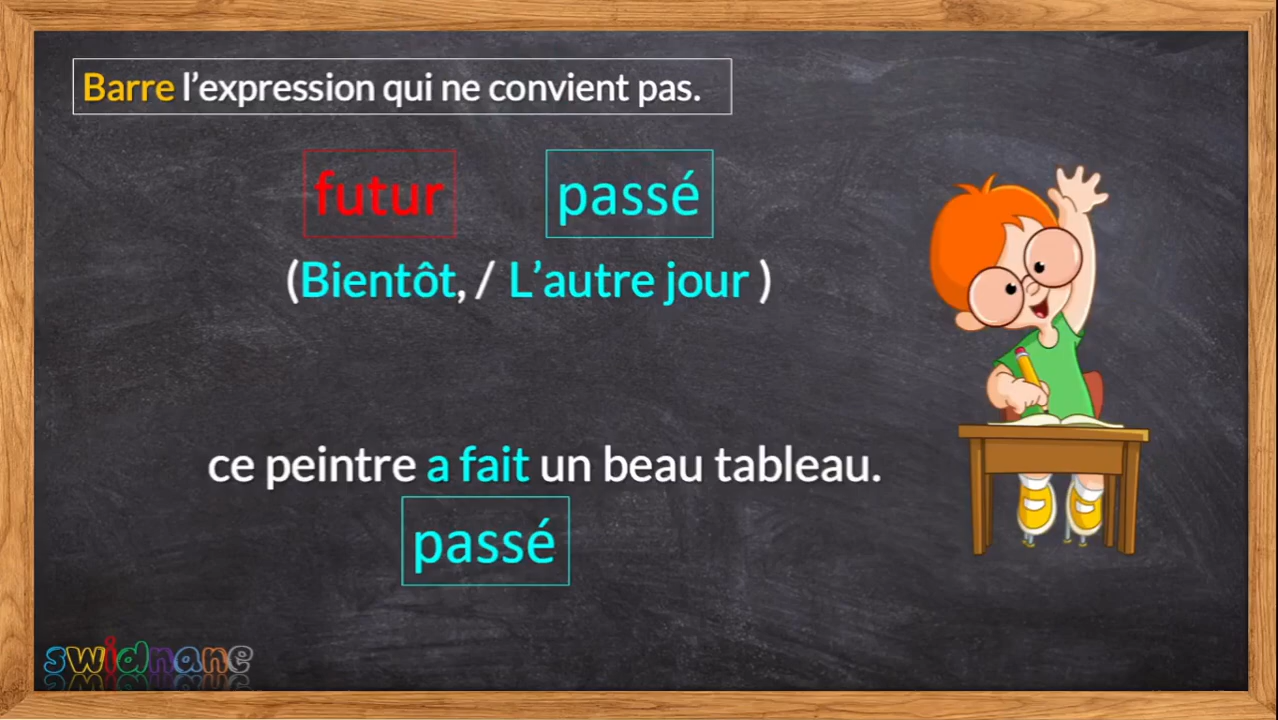 Barre l'expression qui ne convient pas.
futur passé
(Bientôt, / L'autre jour )
ce peintre a fait un beau tableau.
passé
swidnane